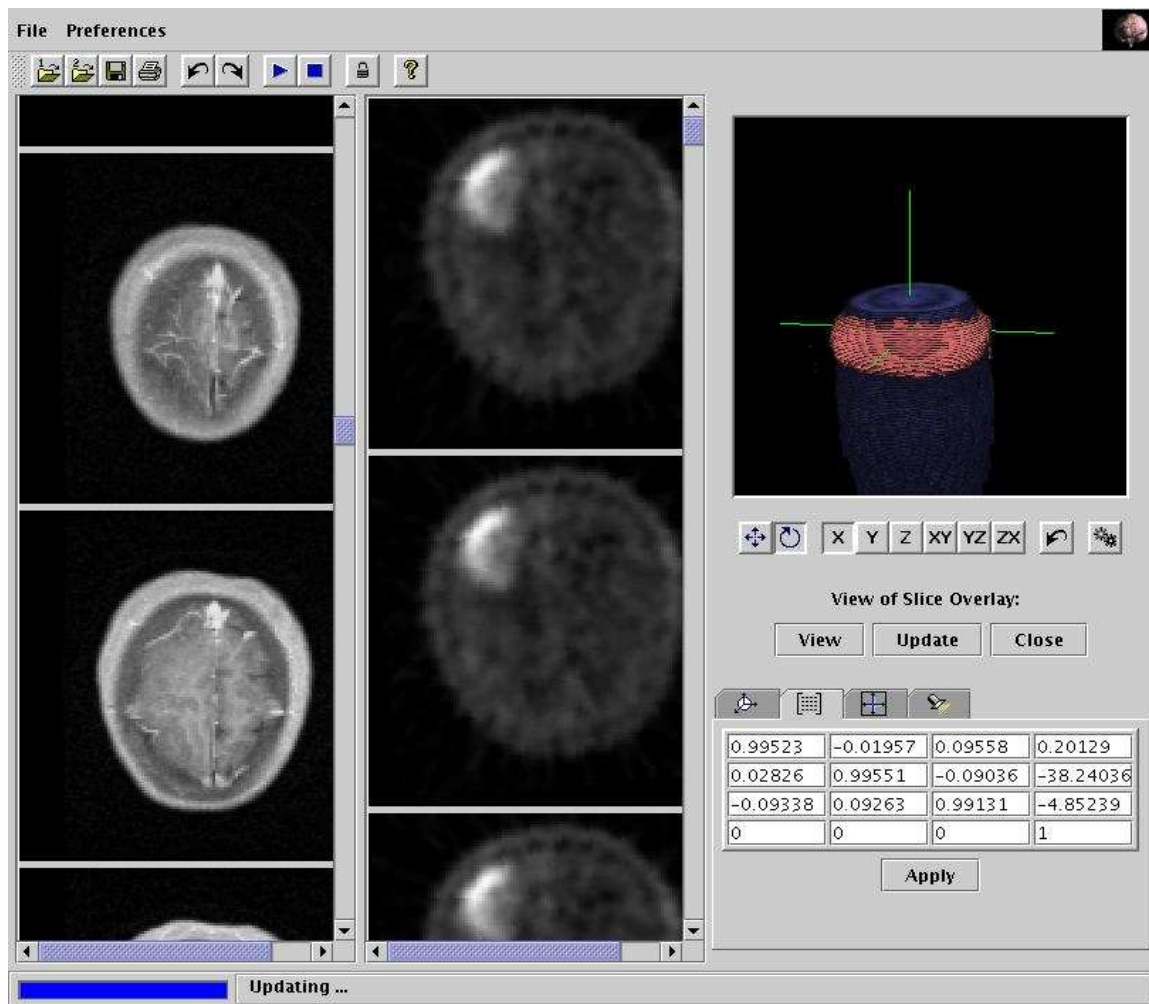 File Preferences
1 2 ?
X Y Z XY YZ ZX
View of Slice Overlay:
View Update Close
0.99523 -0.01957 0.09558 0.20129
0.02826 0.99551 -0.09036 -38.24036
-0.09338 0.09263 0.99131 -4.85239
0 0 0 1
Apply
Updating ...